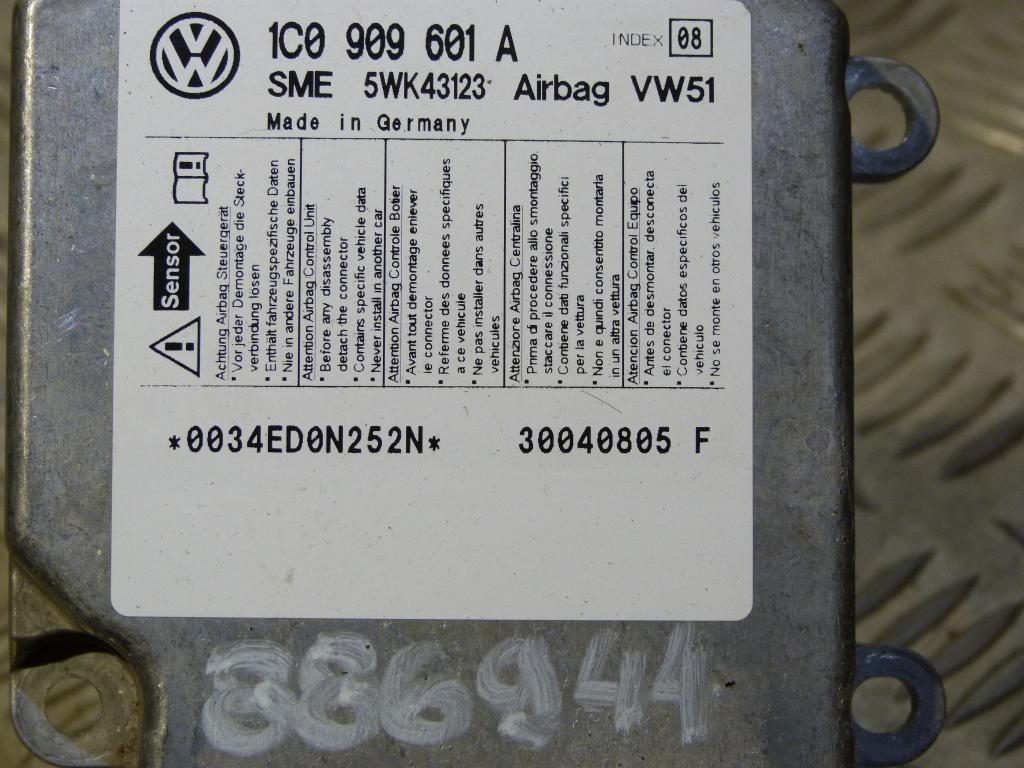 VW
1C0 909 601 A
INDEX 08
SME 5WK43123 Airbag VW51
Made in Germany
Sensor
Achtung Airbag Steuergerät
• Vor jeder Demontage die Steck-
verbindung lösen
• Enthält fahrzeugspezifische Daten
• Nie in andere Fahrzeuge einbauen
Attention Airbag Control Unit
• Before any disassembly
detach the connector
• Contains specific vehicle data
• Never install in another car
Attention Airbag Controle Botier
• Avant tout demontage enlever
le connector
• Referme des donnees specifiques
a ce vehicule
• Ne pas installer dans autres
vehicules
Attenzione Airbag Centralina
• Prima di procedere allo smontaggio
staccare il connessione
• Contiene dati funzionali specifici
per la vettura
• Non e quindi consentito montarla
in un altra vettura
Atencion Airbag Control Equipo
• Antes de desmontar desconecta
el conector
• Contiene datos especificos del
vehiculo
• No se monte en otros vehiculos
*0034ED0N252N* 30040805 F
886944